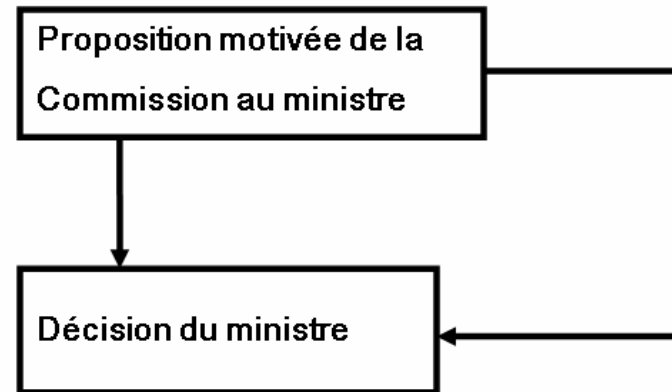 Proposition motivée de la
Commission au ministre
Décision du ministre